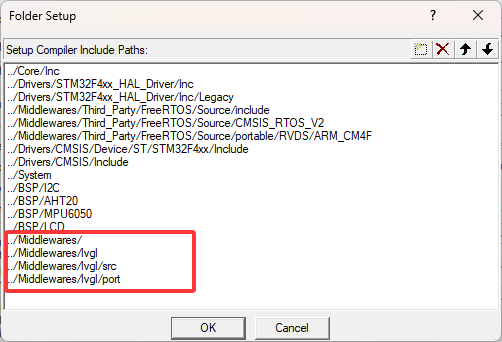 Folder Setup
?
Setup Compiler Include Paths:
../Core/Inc
../Drivers/STM32F4xx_HAL_Driver/Inc
../Drivers/STM32F4xx_HAL_Driver/Inc/Legacy
../Middlewares/Third_Party/FreeRTOS/Source/include
../Middlewares/Third_Party/FreeRTOS/Source/CMSIS_RTOS_V2
../Middlewares/Third_Party/FreeRTOS/Source/portable/RVDS/ARM_CM4F
../Drivers/CMSIS/Device/ST/STM32F4xx/Include
../Drivers/CMSIS/Include
../System
../BSP/I2C
../BSP/AHT20
../BSP/MPU6050
../BSP/LCD
../Middlewares/
../Middlewares/lvgl
../Middlewares/lvgl/src
../Middlewares/lvgl/port
OK Cancel